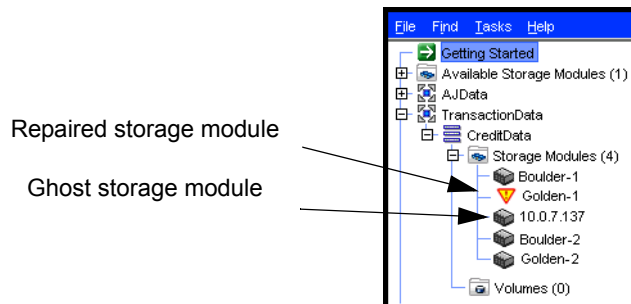 File Find Tasks Help
Getting Started
Available Storage Modules (1)
AJData
TransactionData
CreditData
Storage Modules (4)
Boulder-1
Repaired storage module
Golden-1
Ghost storage module
10.0.7.137
Boulder-2
Golden-2
Volumes (0)